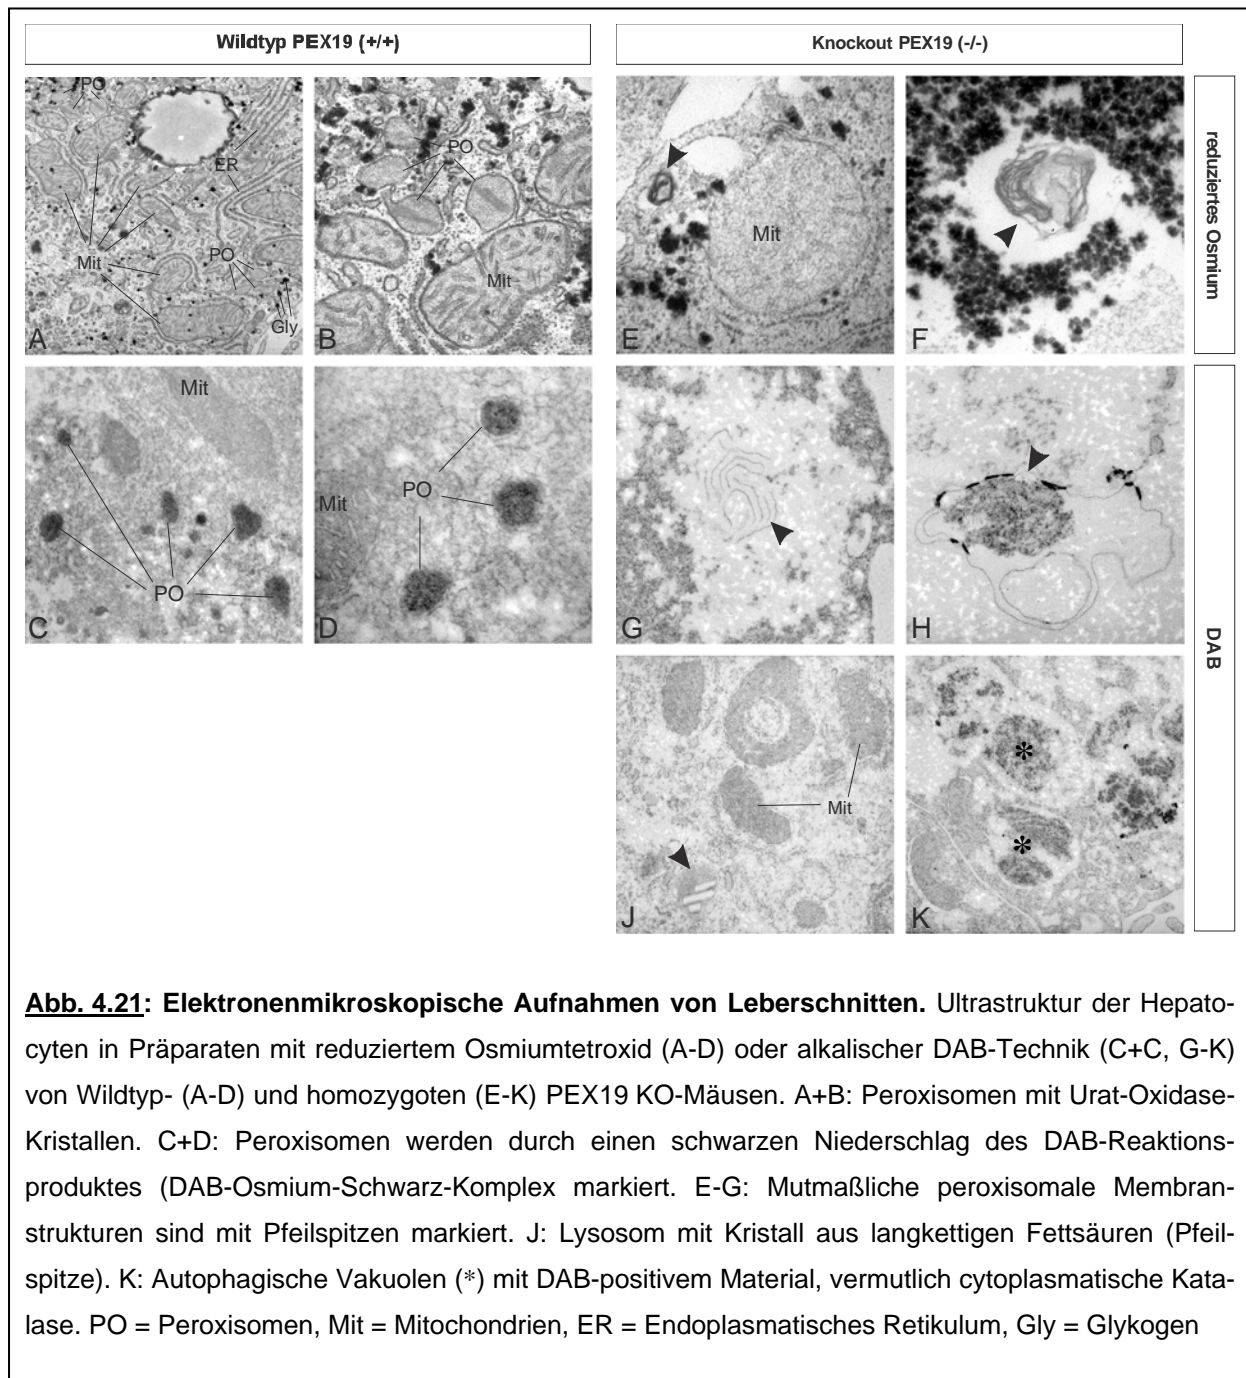 Wildtyp PEX19 (+/+)
Knockout PEX19 (-/-)
PO
ER
Mit
PO
Gly
A
PO
Mit
B
Mit
E
F
reduziertes Osmium
Mit
PO
C
PO
Mit
D
G
H
DAB
Mit
J
*
*
K
Abb. 4.21: Elektronenmikroskopische Aufnahmen von Leberschnitten. Ultrastruktur der Hepato-
cyten in Präparaten mit reduziertem Osmiumtetroxid (A-D) oder alkalischer DAB-Technik (C+C, G-K)
von Wildtyp- (A-D) und homozygoten (E-K) PEX19 KO-Mäusen. A+B: Peroxisomen mit Urat-Oxidase-
Kristallen. C+D: Peroxisomen werden durch einen schwarzen Niederschlag des DAB-Reaktions-
produktes (DAB-Osmium-Schwarz-Komplex markiert. E-G: Mutmaßliche peroxisomale Membran-
strukturen sind mit Pfeilspitzen markiert. J: Lysosom mit Kristall aus langkettigen Fettsäuren (Pfeil-
spitze). K: Autophagische Vakuolen (*) mit DAB-positivem Material, vermutlich cytoplasmatische Kata-
lase. PO = Peroxisomen, Mit = Mitochondrien, ER = Endoplasmatisches Retikulum, Gly = Glykogen